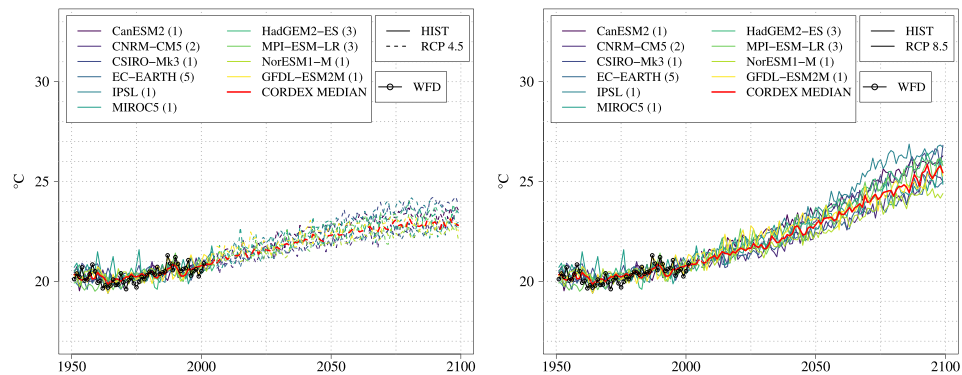 CanESM2 (1)
CNRM−CM5 (2)
CSIRO−Mk3 (1)
EC−EARTH (5)
IPSL (1)
MIROC5 (1)
HadGEM2−ES (3)
MPI−ESM−LR (3)
NorESM1−M (1)
GFDL−ESM2M (1)
CORDEX MEDIAN
HIST
RCP 4.5
WFD
°C
30
25
20
1950
2000
2050
2100
CanESM2 (1)
CNRM−CM5 (2)
CSIRO−Mk3 (1)
EC−EARTH (5)
IPSL (1)
MIROC5 (1)
HadGEM2−ES (3)
MPI−ESM−LR (3)
NorESM1−M (1)
GFDL−ESM2M (1)
CORDEX MEDIAN
HIST
RCP 8.5
WFD
°C
30
25
20
1950
2000
2050
2100